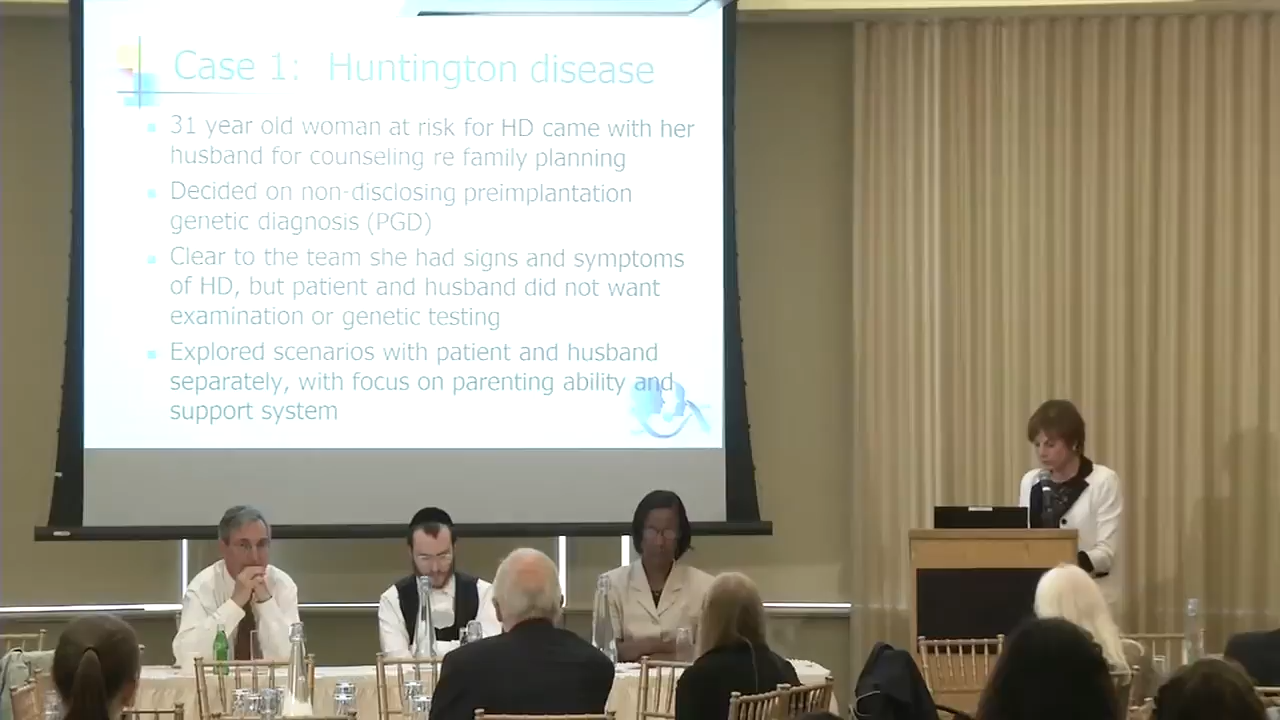 Case 1: Huntington disease
31 year old woman at risk for HD came with her
husband for counseling re family planning
Decided on non-disclosing preimplantation
genetic diagnosis (PGD)
Clear to the team she had signs and symptoms
of HD, but patient and husband did not want
examination or genetic testing
Explored scenarios with patient and husband
separately, with focus on parenting ability and
support system